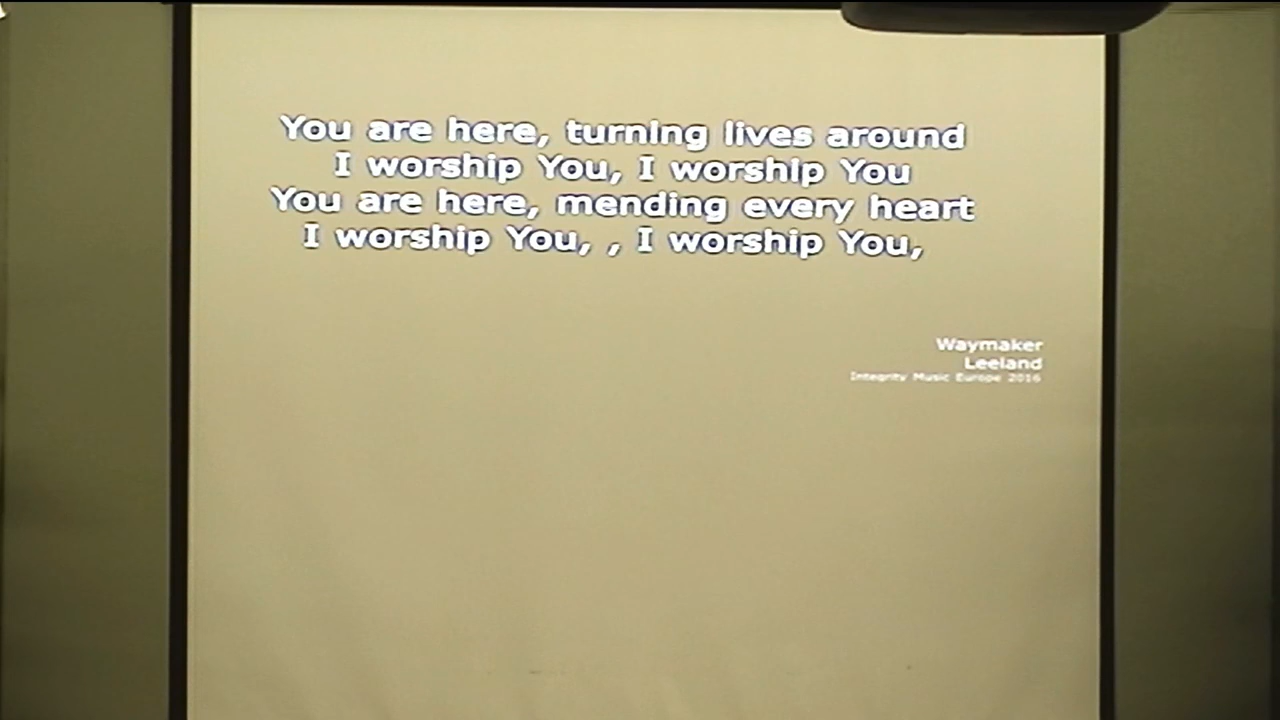 You are here, turning lives around
I worship You, I worship You
You are here, mending every heart
I worship You, , I worship You,
Waymaker
Leeland
Integrity Music Europe 2016